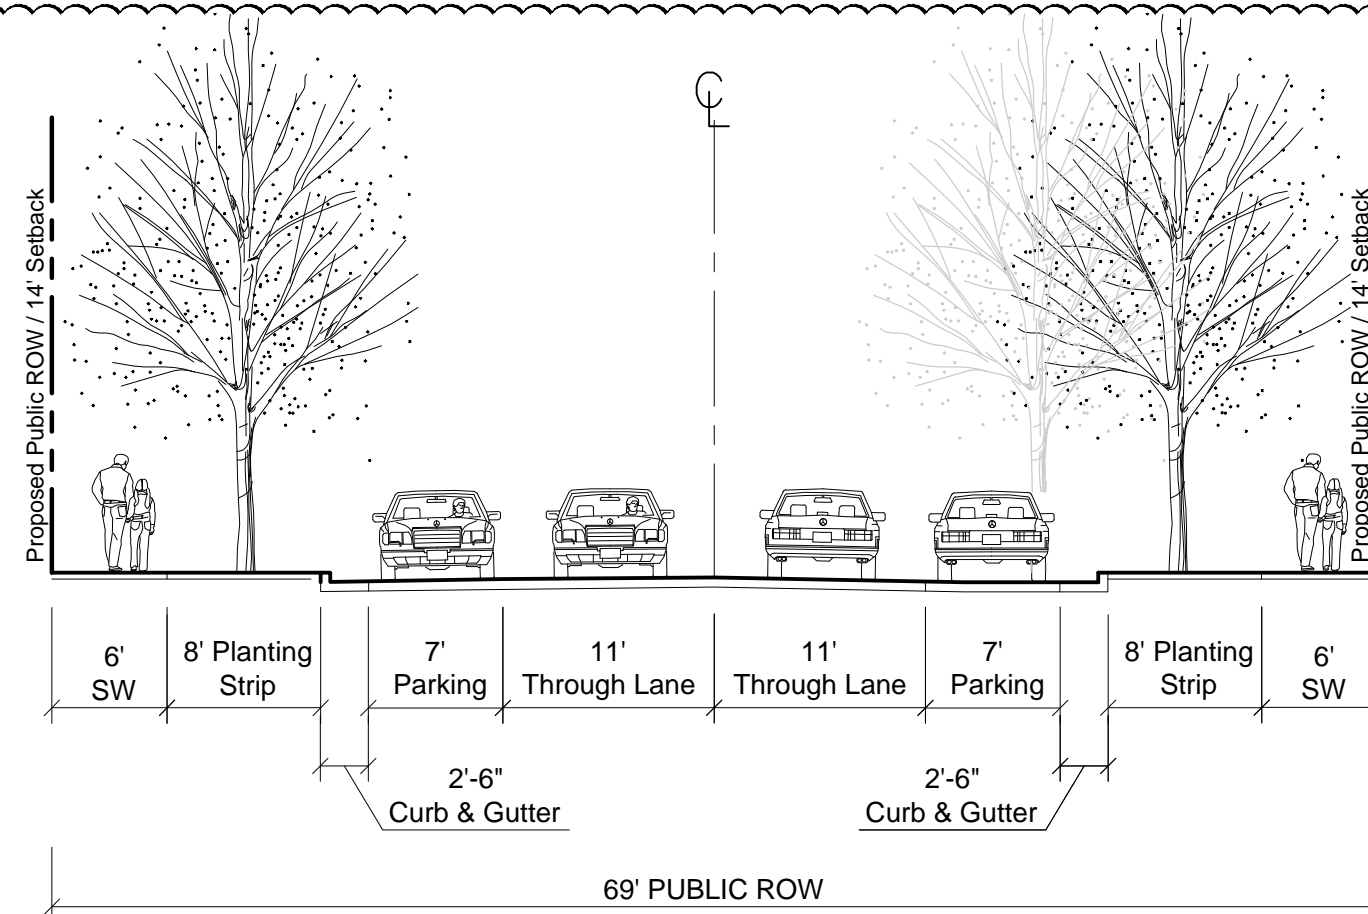 ℄
Proposed Public ROW / 14' Setback
Proposed Public ROW / 14' Setback
6'
SW
8' Planting
Strip
7'
Parking
11'
Through Lane
11'
Through Lane
7'
Parking
8' Planting
Strip
6'
SW
2'-6"
Curb & Gutter
2'-6"
Curb & Gutter
69' PUBLIC ROW